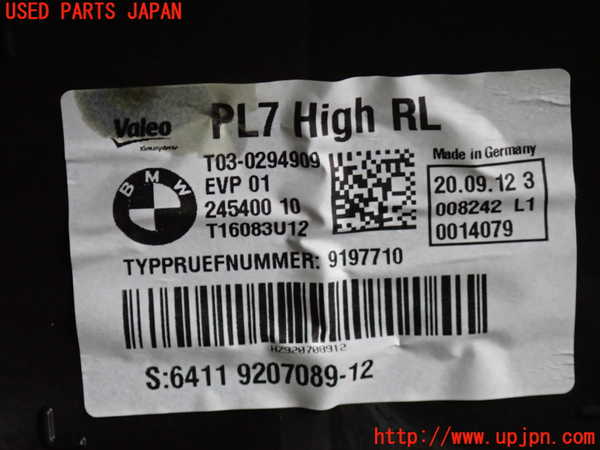 USED PARTS JAPAN
Valeo
PL7 High RL
BMW
T03-0294909
EVP 01
245400 10
T16083U12
Made in Germany
20.09.12 3
008242 L1
0014079
TYPPRUEFNUMMER: 9197710
HZ920708912
S:6411 9207089-12
http://www.upjpn.com/